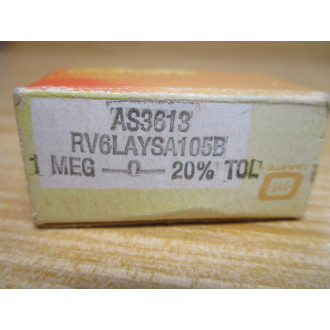 AS3613
RV6LAYSA105B
1 MEG 20% TOL